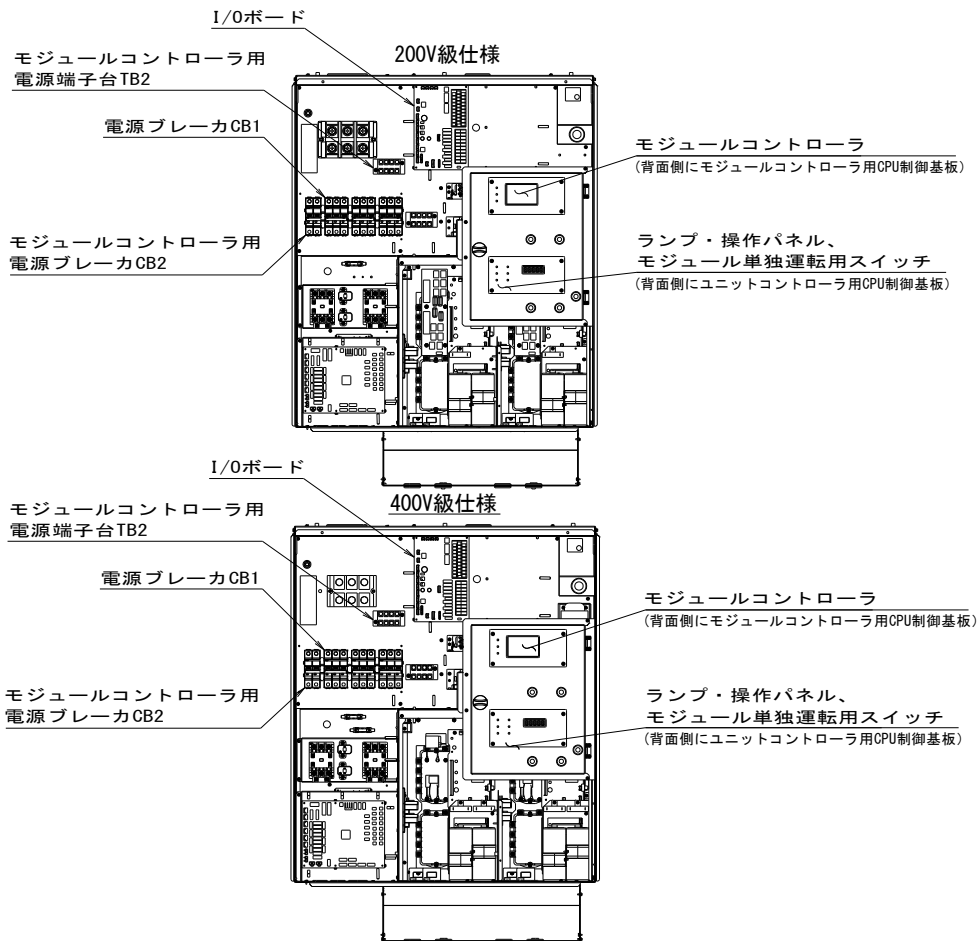 I/Oボード
200V級仕様
モジュールコントローラ用
電源端子台TB2
電源ブレーカCB1
モジュールコントローラ用
電源ブレーカCB2
モジュールコントローラ
(背面側にモジュールコントローラ用CPU制御基板)
ランプ・操作パネル、
モジュール単独運転用スイッチ
(背面側にユニットコントローラ用CPU制御基板)
I/Oボード
400V級仕様
モジュールコントローラ用
電源端子台TB2
電源ブレーカCB1
モジュールコントローラ用
電源ブレーカCB2
モジュールコントローラ
(背面側にモジュールコントローラ用CPU制御基板)
ランプ・操作パネル、
モジュール単独運転用スイッチ
(背面側にユニットコントローラ用CPU制御基板)